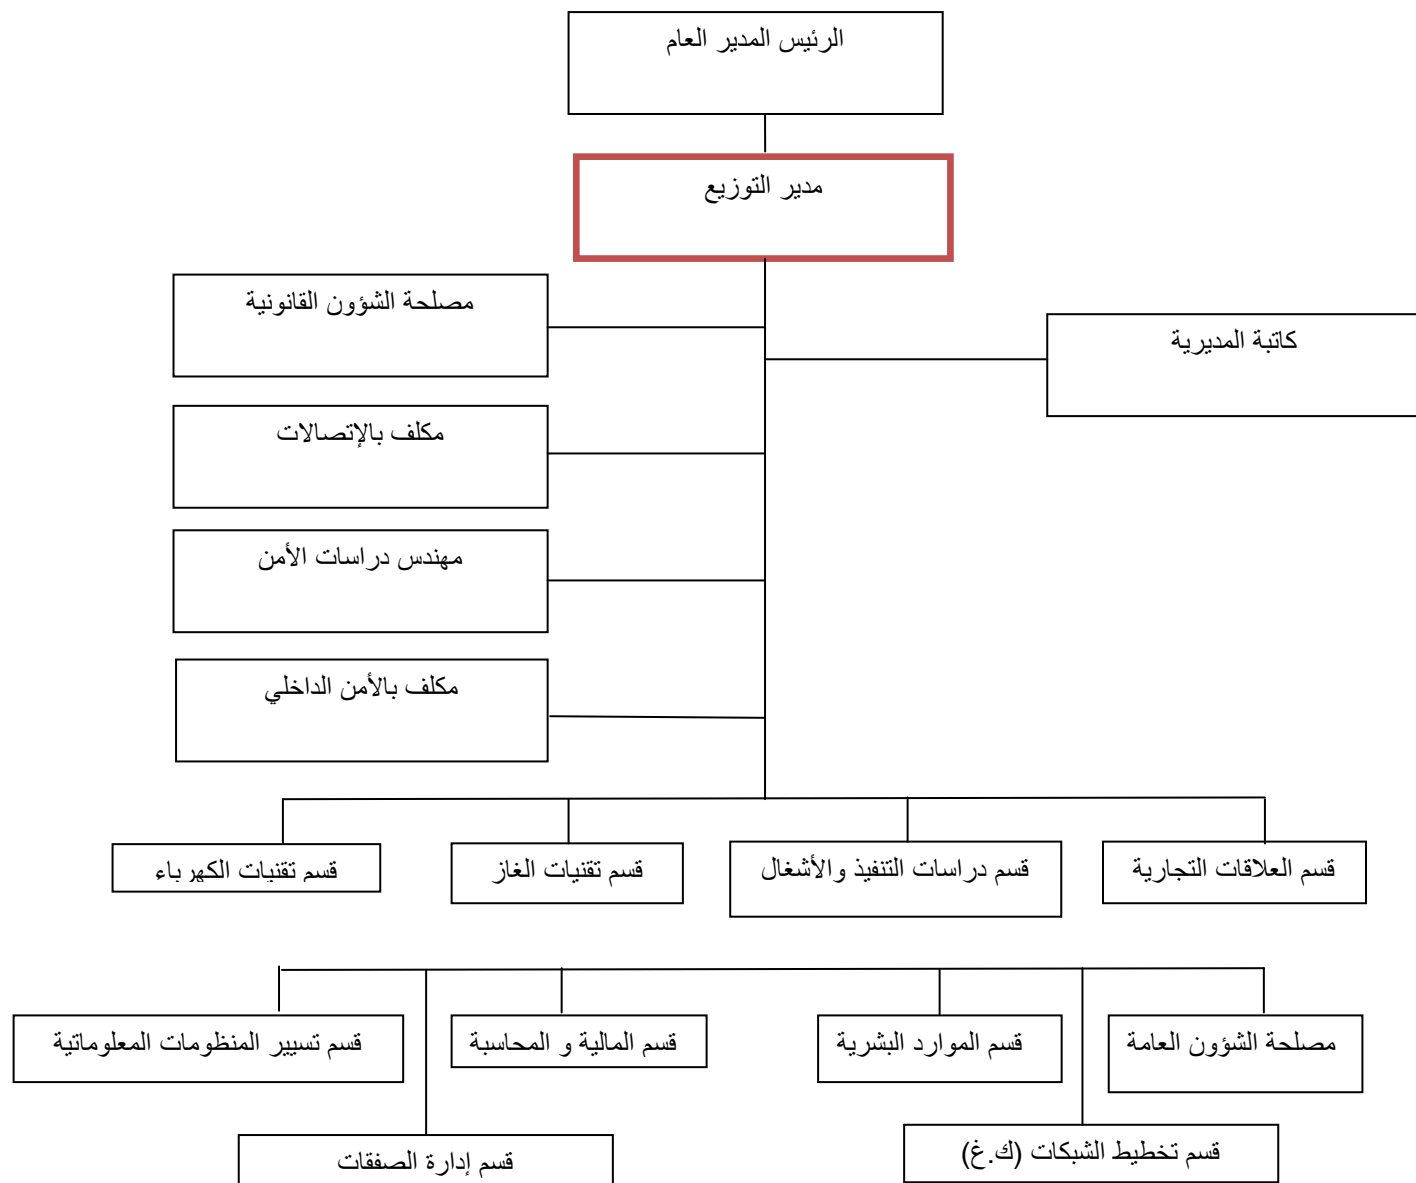 الرئيس المدير العام
مدير التوزيع
مصلحة الشؤون القانونية
كاتبة المديرية
مكلف بالإتصالات
مهندس دراسات الأمن
مكلف بالأمن الداخلي
قسم العلاقات التجارية
قسم دراسات التنفيذ والأشغال
قسم تقنيات الغاز
قسم تقنيات الكهرباء
مصلحة الشؤون العامة
قسم الموارد البشرية
قسم المالية و المحاسبة
قسم تسيير المنظومات المعلوماتية
قسم تخطيط الشبكات (ك.غ)
قسم إدارة الصفقات